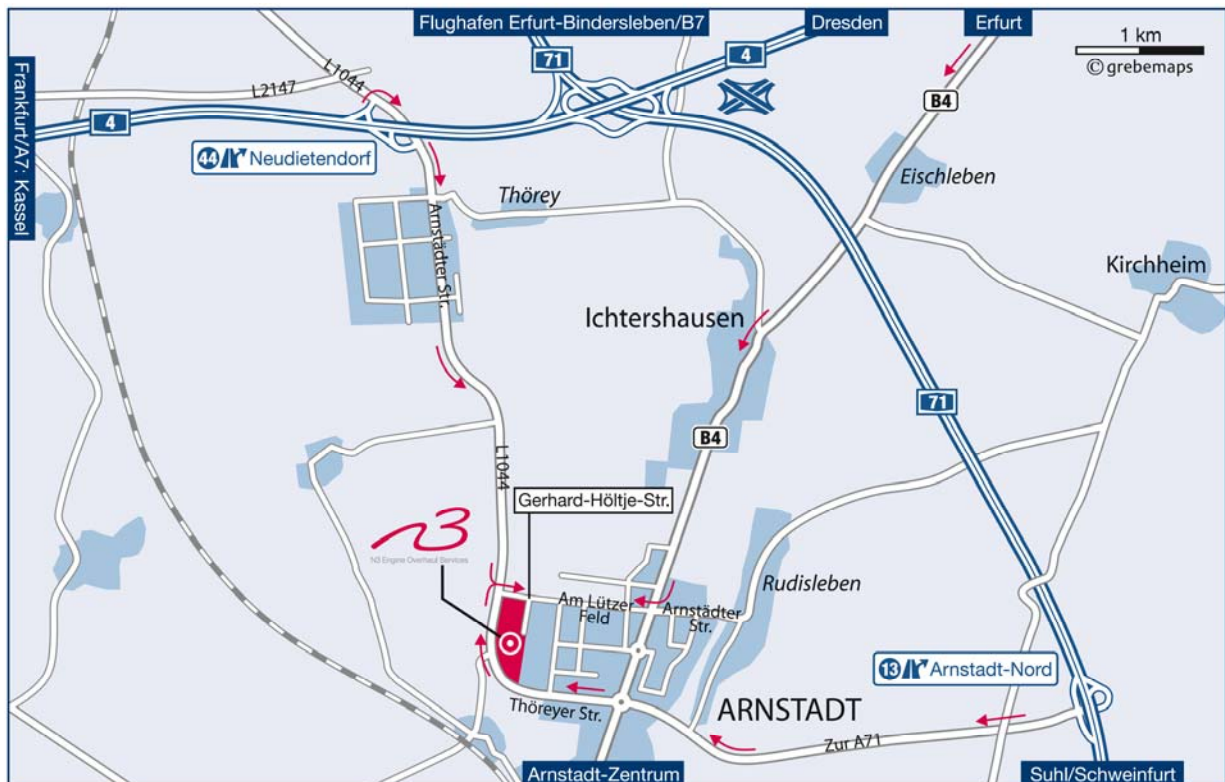 Flughafen Erfurt-Bindersleben/B7
Dresden
Erfurt
1 km
© grebemaps
71
4
L1044
L2147
B4
Frankfurt/A7: Kassel
4
44 Neudietendorf
Eischleben
Thörey
Arnstädter Str.
Kirchheim
Ichtershausen
71
B4
L1044
Gerhard-Höltje-Str.
N3
N3 Engine Overhaul Services
Rudisleben
Am Lützer
Feld
Arnstädter
Str.
13 Arnstadt-Nord
Thöreyer Str.
ARNSTADT
Zur A71
Arnstadt-Zentrum
Suhl/Schweinfurt